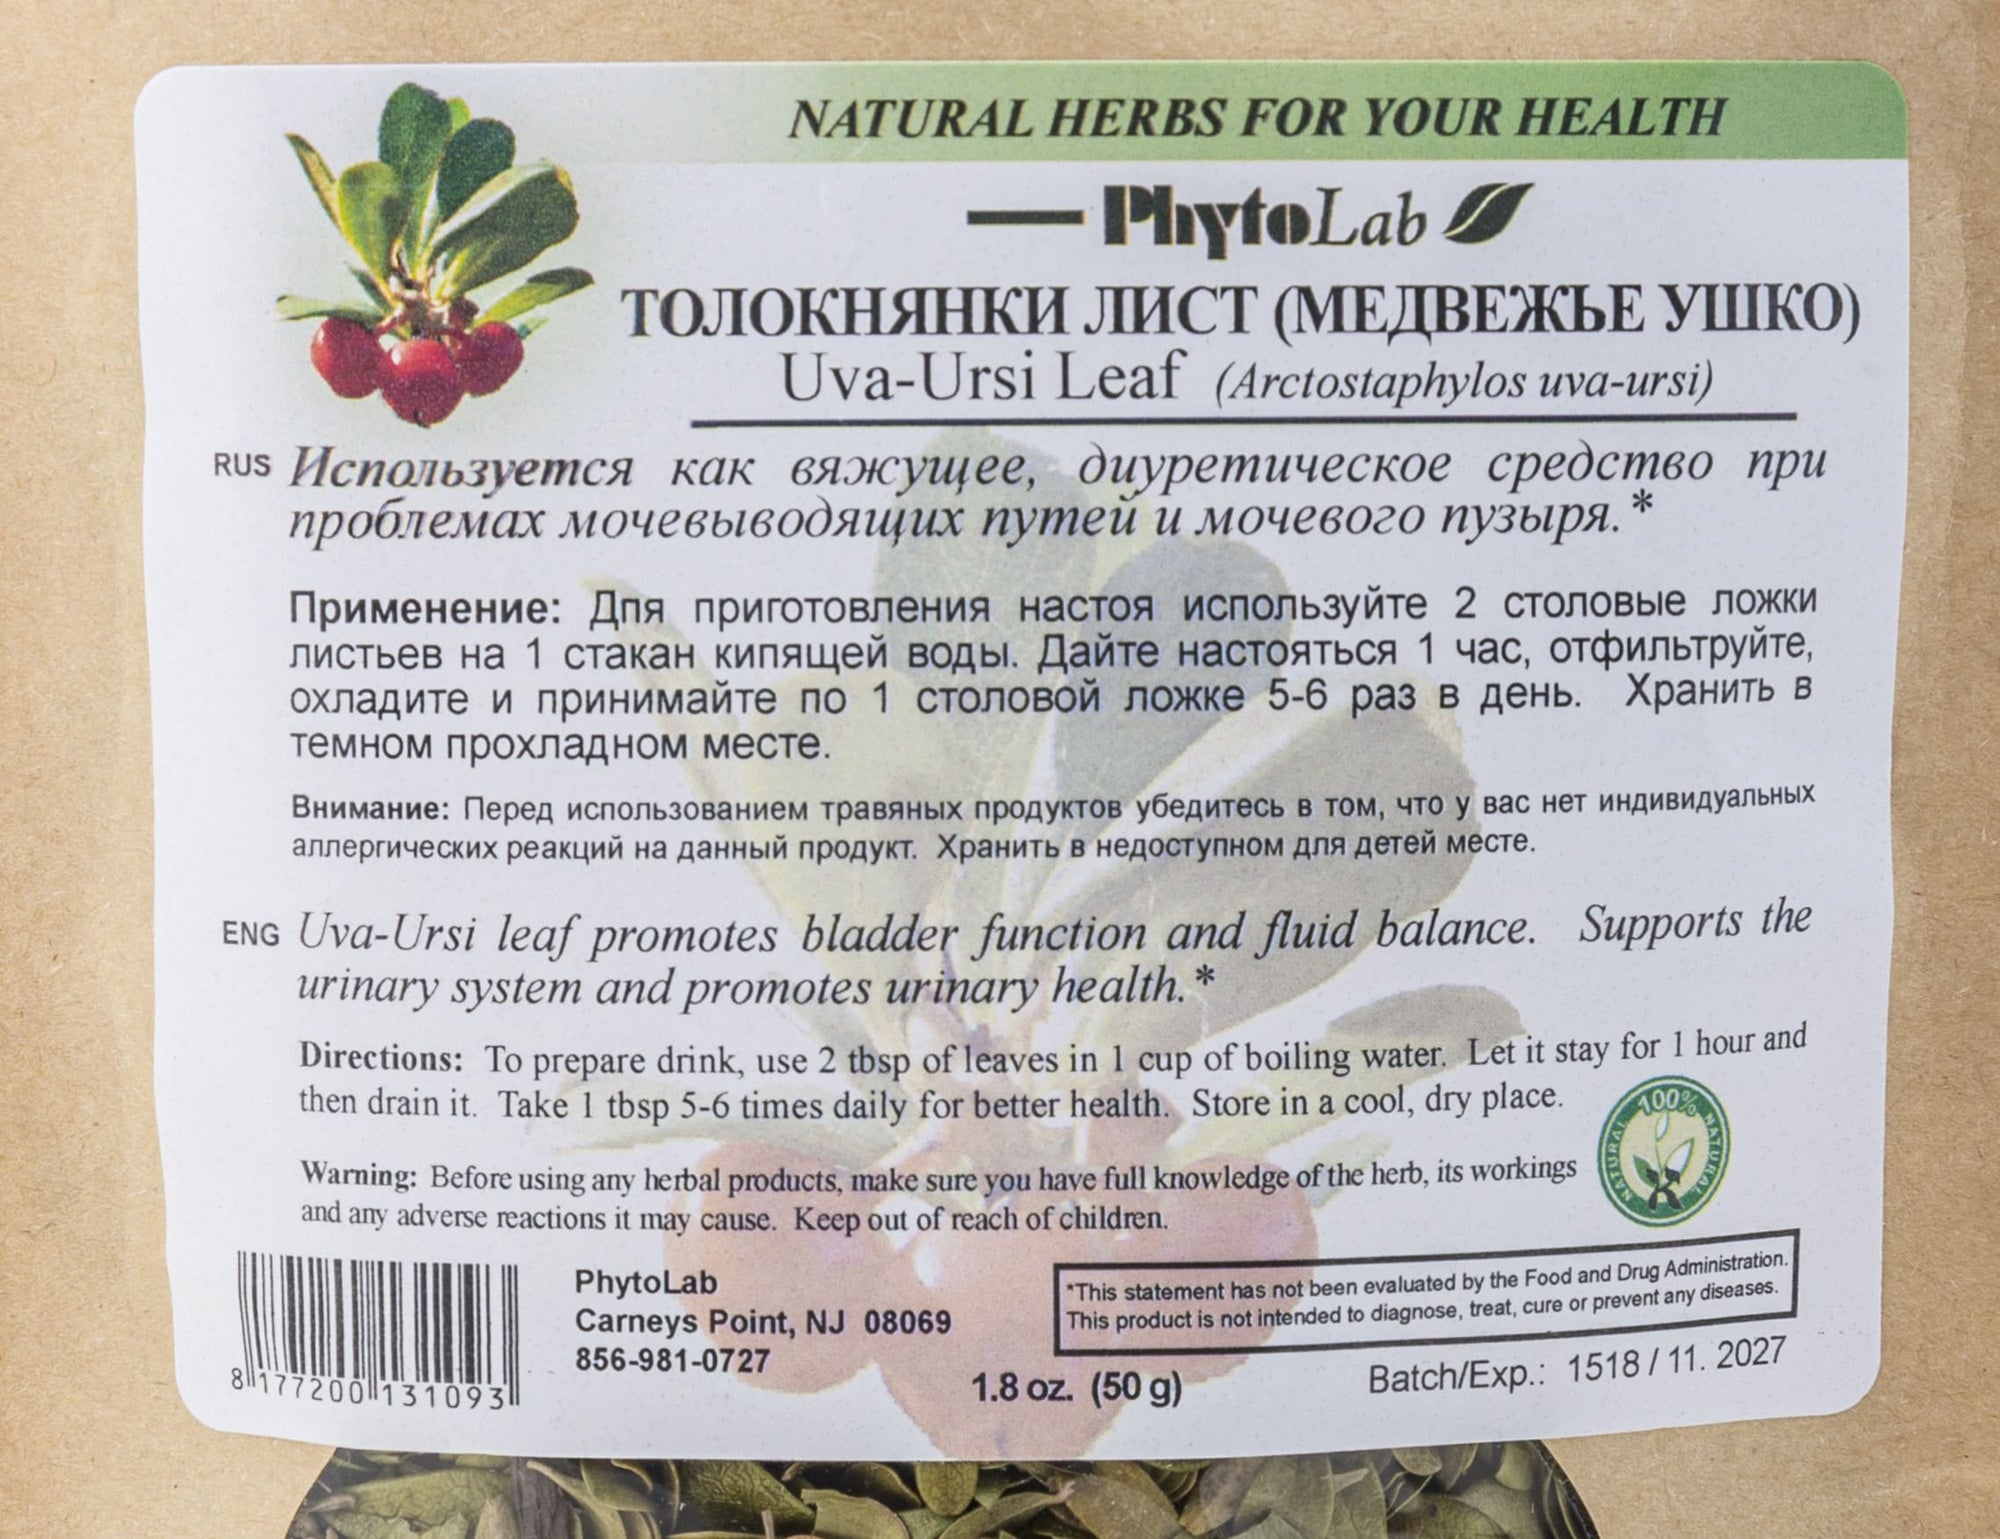 NATURAL HERBS FOR YOUR HEALTH
PhytoLab
ТОЛОКНЯНКИ ЛИСТ (МЕДВЕЖЬЕ УШКО)
Uva-Ursi Leaf (Arctostaphylos uva-ursi)
RUS Используется как вяжущее, диуретическое средство при
проблемах мочевыводящих путей и мочевого пузыря.*
Применение: Дпя приготовления настоя используйте 2 столовые ложки
листьев на 1 стакан кипящей воды. Дайте настояться 1 час, отфильтруйте,
охладите и принимайте по 1 столовой ложке 5-6 раз в день. Хранить в
темном прохладном месте.
Внимание: Перед использованием травяных продуктов убедитесь в том, что у вас нет индивидуальных
аллергических реакций на данный продукт. Хранить в недоступном для детей месте.
ENG Uva-Ursi leaf promotes bladder function and fluid balance. Supports the
urinary system and promotes urinary health.*
Directions: To prepare drink, use 2 tbsp of leaves in 1 cup of boiling water. Let it stay for 1 hour and
then drain it. Take 1 tbsp 5-6 times daily for better health. Store in a cool, dry place.
100% NATURAL NATURAL
Warning: Before using any herbal products, make sure you have full knowledge of the herb, its workings
and any adverse reactions it may cause. Keep out of reach of children.
8 177200 131093
PhytoLab
Carneys Point, NJ 08069
856-981-0727
*This statement has not been evaluated by the Food and Drug Administration.
This product is not intended to diagnose, treat, cure or prevent any diseases.
1.8 oz. (50 g)
Batch/Exp.: 1518 / 11. 2027